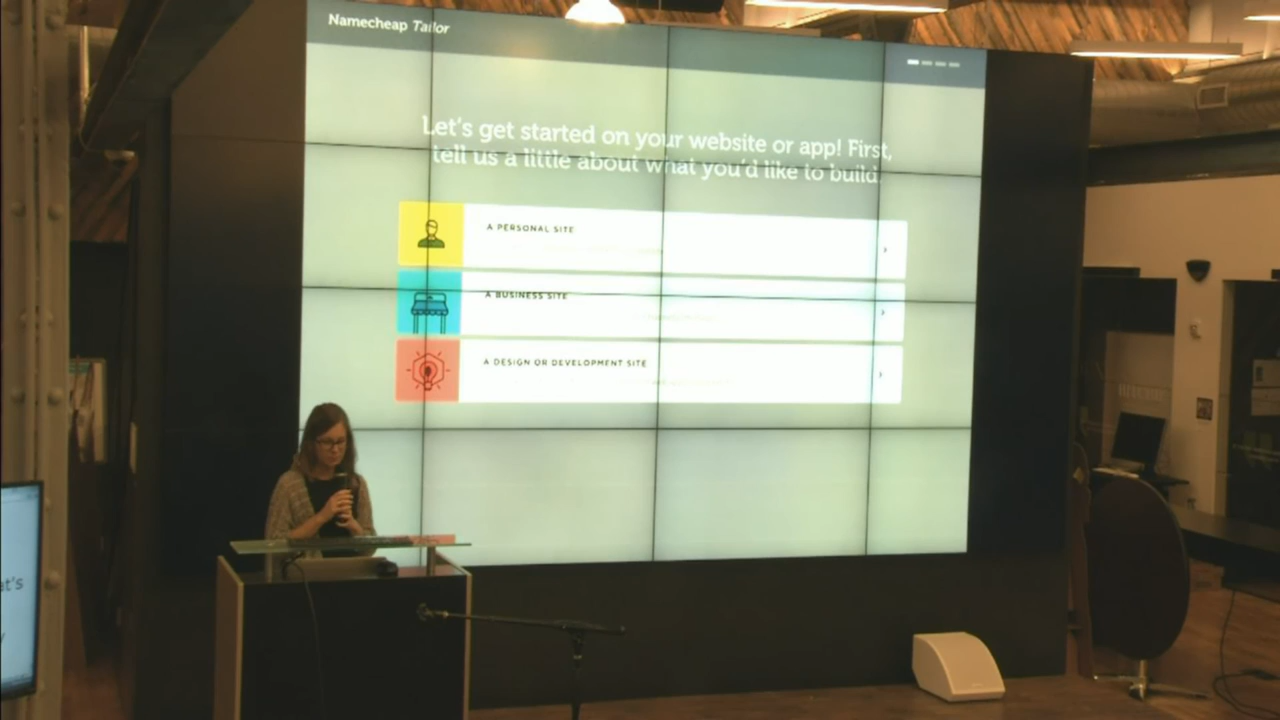 Namecheap Tailor
Let's get started on your website or app! First,
tell us a little about what you'd like to build.
A PERSONAL SITE
A BUSINESS SITE
A DESIGN OR DEVELOPMENT SITE